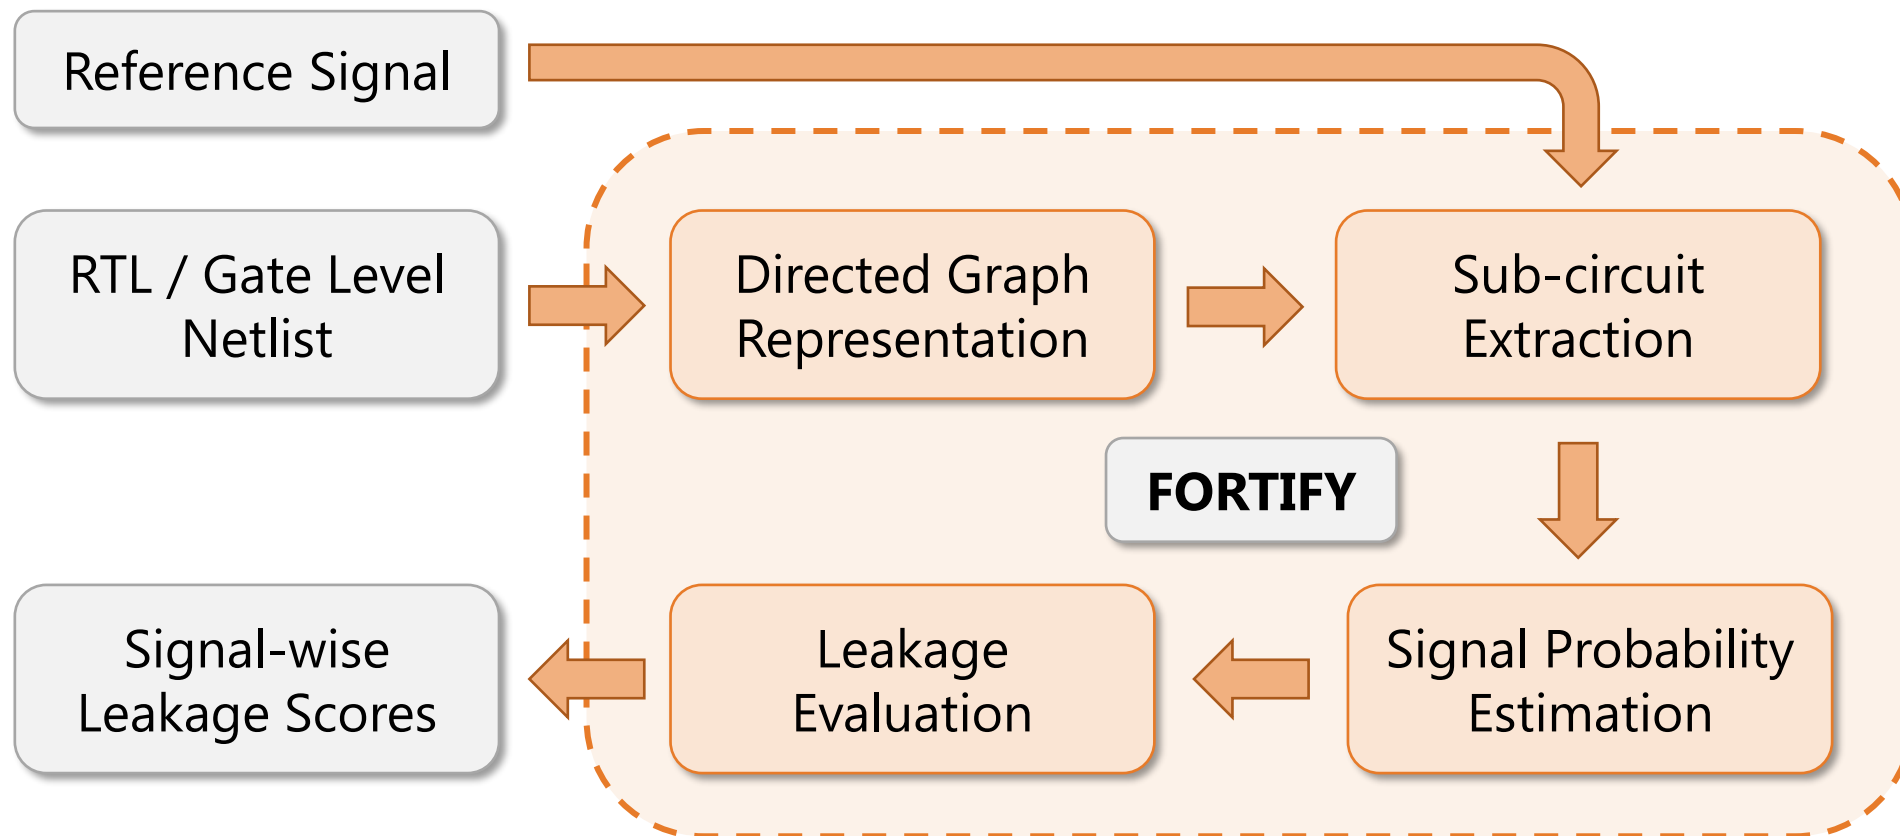 Reference Signal
RTL / Gate Level
Netlist
Directed Graph
Representation
Sub-circuit
Extraction
FORTIFY
Signal-wise
Leakage Scores
Leakage
Evaluation
Signal Probability
Estimation